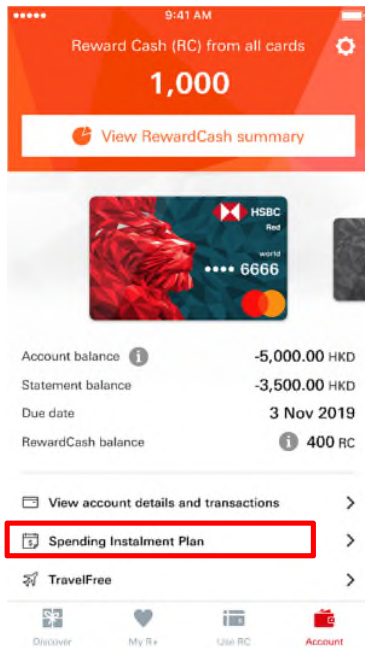 9:41 AM
Reward Cash (RC) from all cards
1,000
View RewardCash summary
HSBC
Red
world
•••• 6666
Account balance -5,000.00 HKD
Statement balance -3,500.00 HKD
Due date 3 Nov 2019
RewardCash balance 400 RC
View account details and transactions
Spending Instalment Plan
TravelFree
Discover My R+ Use RC Account